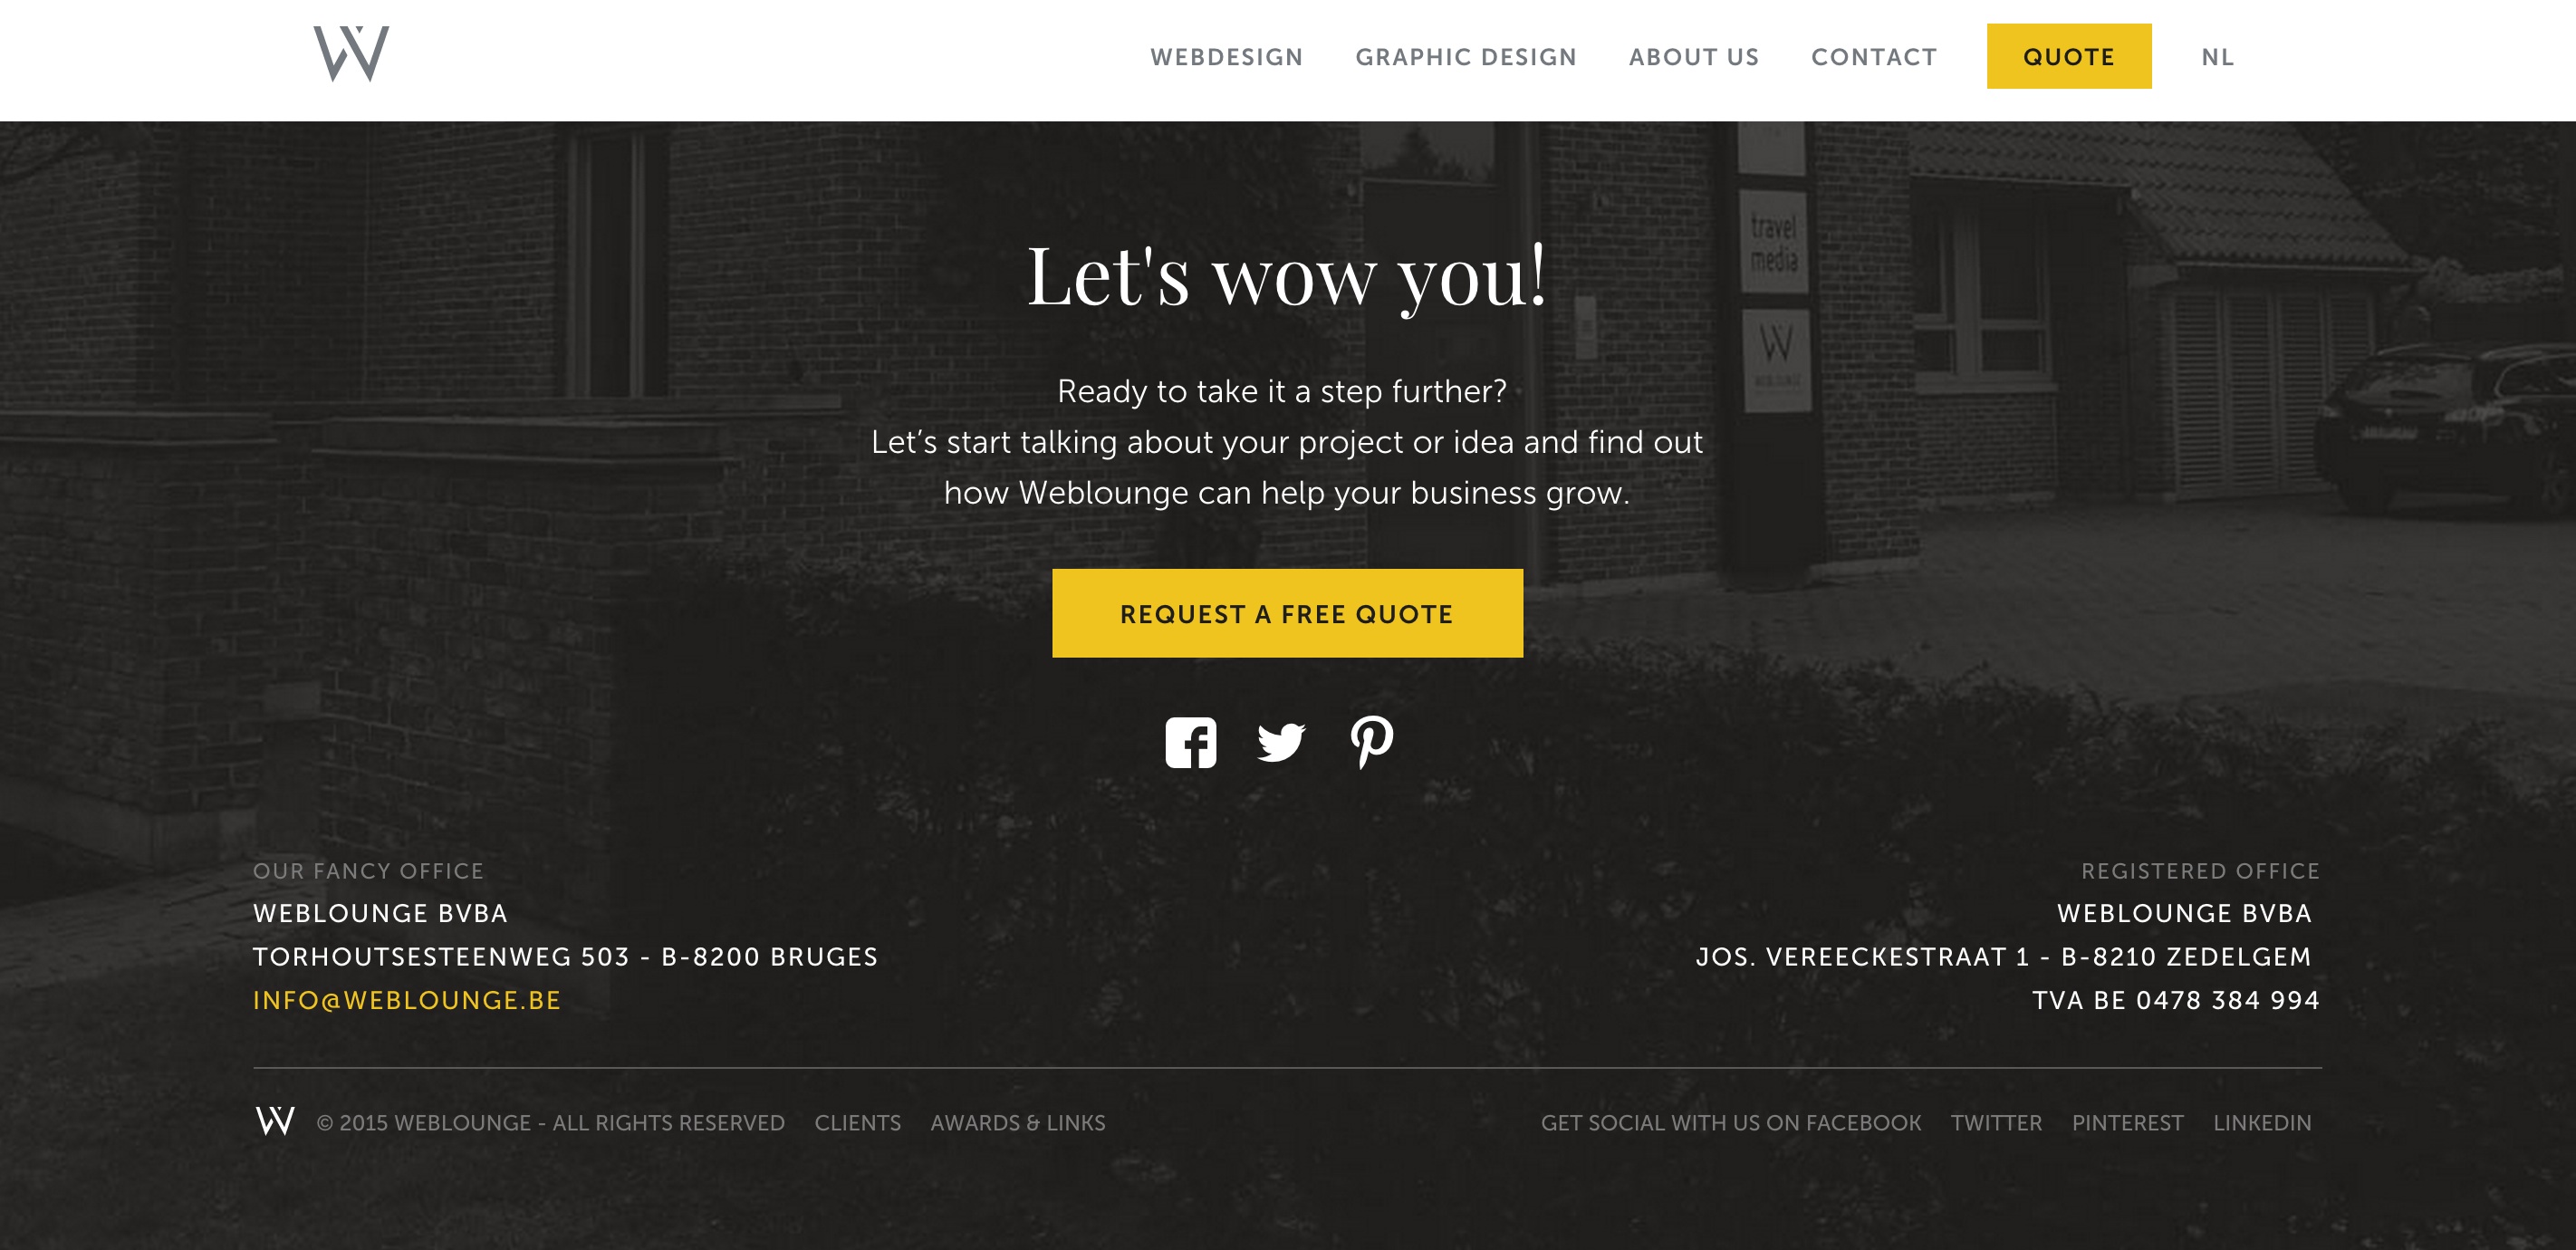 WEBDESIGN GRAPHIC DESIGN ABOUT US CONTACT QUOTE NL
travel
media
Let's wow you!
Ready to take it a step further?
Let’s start talking about your project or idea and find out
how Weblounge can help your business grow.
WEBLOUNGE
REQUEST A FREE QUOTE
OUR FANCY OFFICE
WEBLOUNGE BVBA
TORHOUTSESTEENWEG 503 - B-8200 BRUGES
INFO@WEBLOUNGE.BE
REGISTERED OFFICE
WEBLOUNGE BVBA
JOS. VEREECKESTRAAT 1 - B-8210 ZEDELGEM
TVA BE 0478 384 994
© 2015 WEBLOUNGE - ALL RIGHTS RESERVED CLIENTS AWARDS & LINKS
GET SOCIAL WITH US ON FACEBOOK TWITTER PINTEREST LINKEDIN